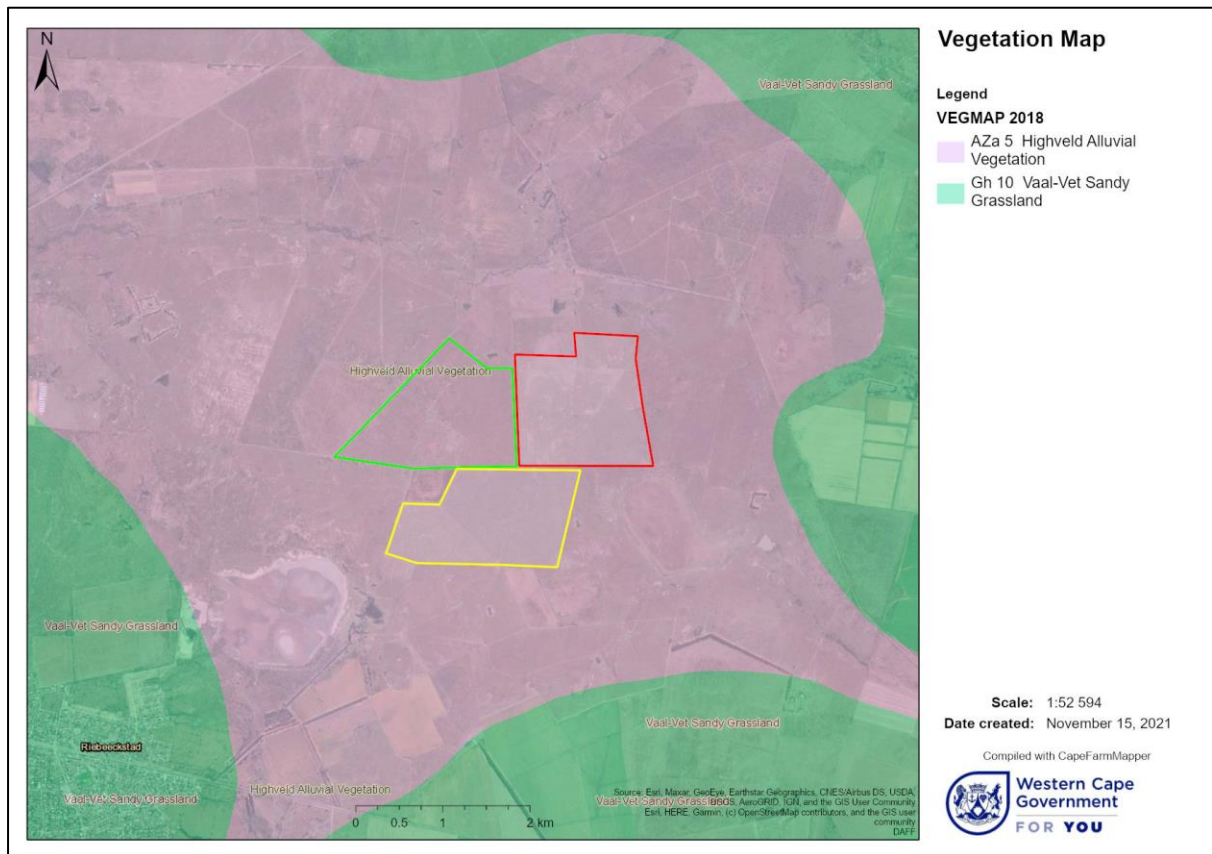 N
Vaal-Vet Sandy Grassland
Highveld Alluvial Vegetation
Vaal-Vet Sandy Grassland
Vaal-Vet Sandy Grassland
Riebeeckstad
Highveld Alluvial Vegetation
Vaal-Vet Sandy Grassland
Vaal-Vet Sandy Grassland
0 0.5 1 2 km
Source: Esri, Maxar, GeoEye, Earthstar Geographics, CNES/Airbus DS, USDA,
USGS, AeroGRID, IGN, and the GIS User Community
Esri, HERE, Garmin, (c) OpenStreetMap contributors, and the GIS user
community
DAFF
Vegetation Map
Legend
VEGMAP 2018
AZa 5 Highveld Alluvial
Vegetation
Gh 10 Vaal-Vet Sandy
Grassland
Scale: 1:52 594
Date created: November 15, 2021
Compiled with CapeFarmMapper
Western Cape
Government
FOR YOU